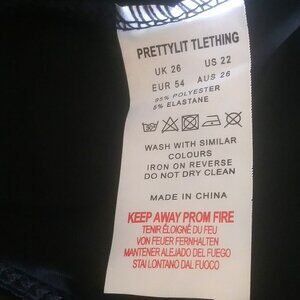 PRETTYLIT TLETHING
UK 26 US 22
EUR 54 AUS 26
95% POLYESTER
5% ELASTANE
WASH WITH SIMILAR
COLOURS
IRON ON REVERSE
DO NOT DRY CLEAN
MADE IN CHINA
KEEP AWAY PROM FIRE
TENIR ÉLOIGNÉ DU FEU
VON FEUER FERNHALTEN
MANTENER ALEJADO DEL FUEGO
STAI LONTANO DAL FUOCO